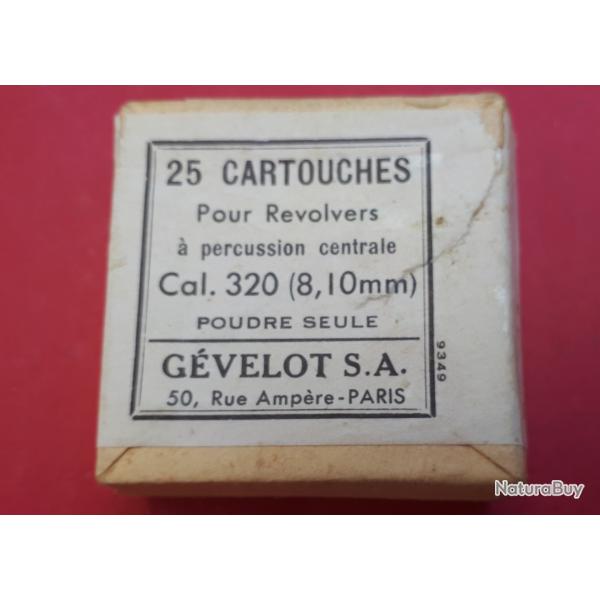 25 CARTOUCHES
Pour Revolvers
à percussion centrale
Cal. 320 (8,10mm)
POUDRE SEULE
GÉVELOT S.A.
50, Rue Ampère-PARIS
9349
NaturaBuy